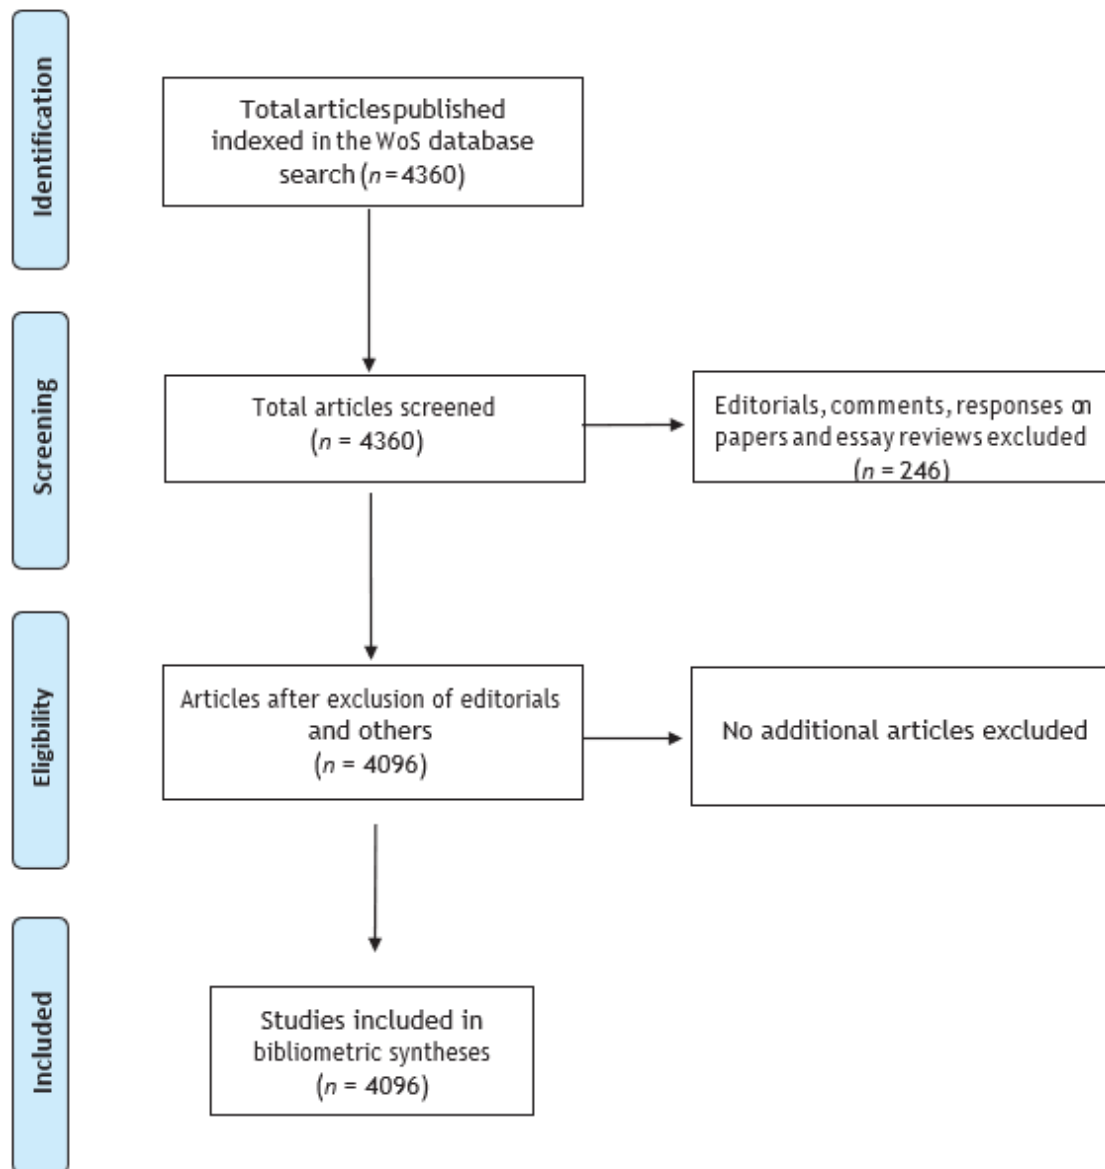 Identification
Total articles published
indexed in the WoS database
search (n = 4360)
Screening
Total articles screened
(n = 4360)
Editorials, comments, responses on
papers and essay reviews excluded
(n = 246)
Eligibility
Articles after exclusion of editorials
and others
(n = 4096)
No additional articles excluded
Included
Studies included in
bibliometric syntheses
(n = 4096)